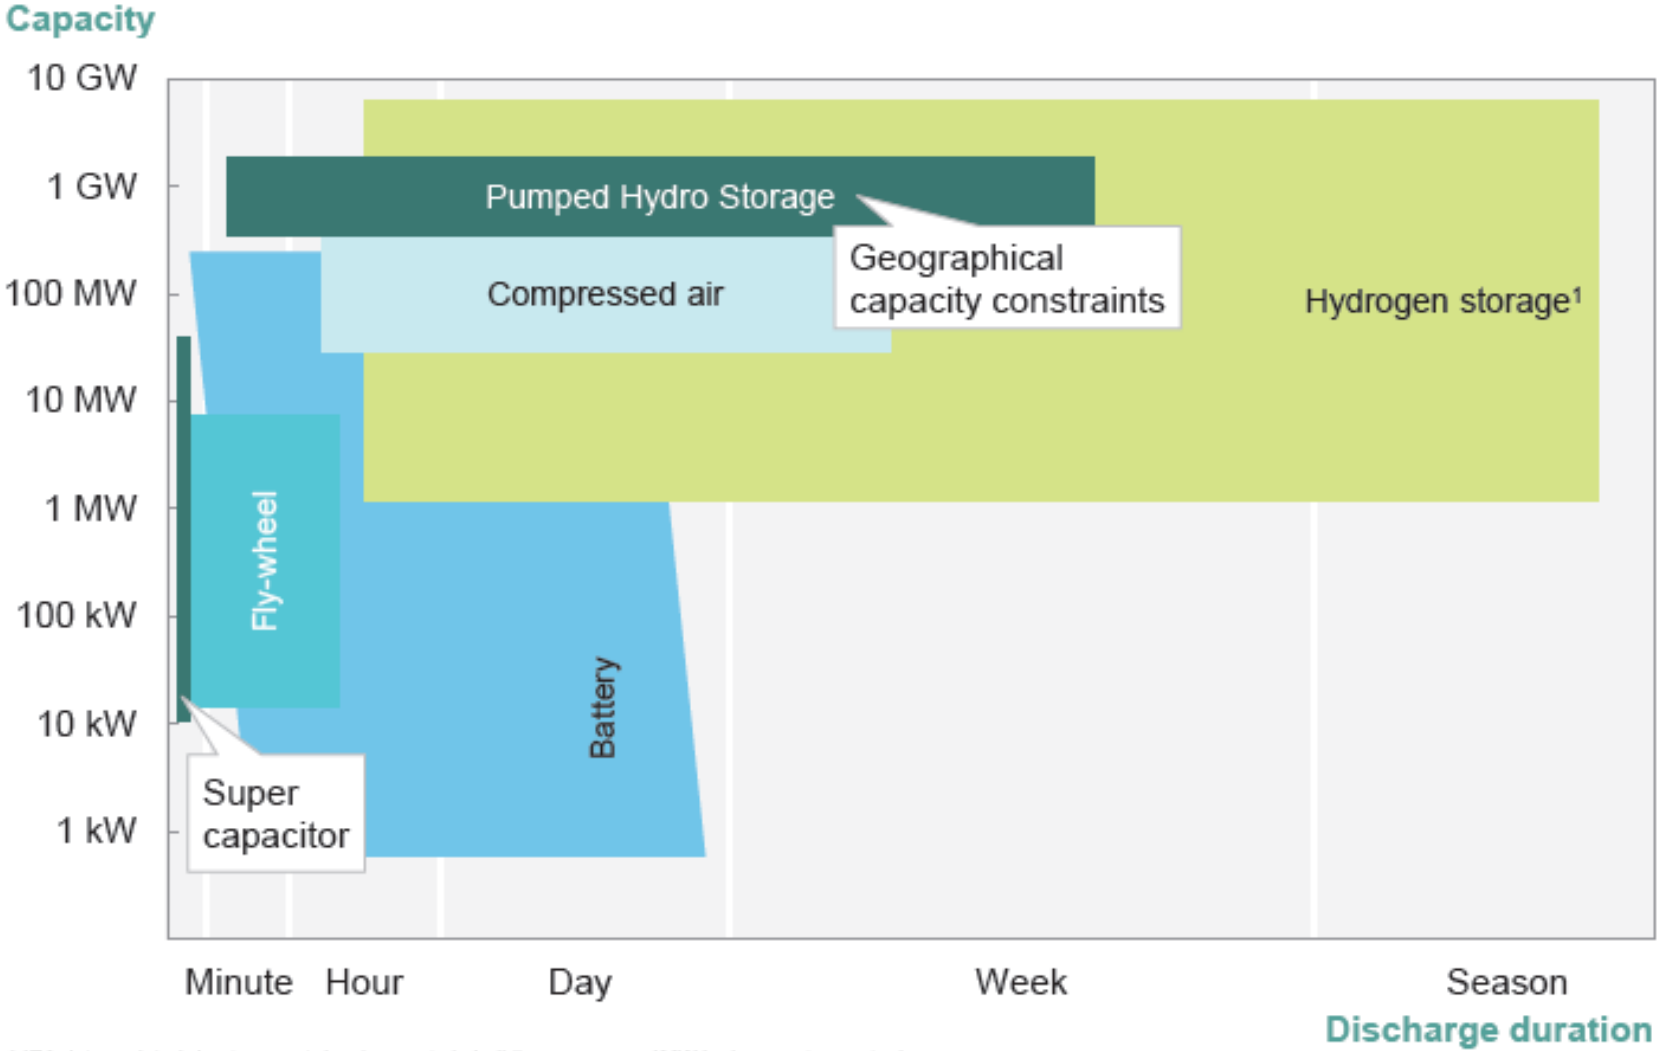 Capacity
10 GW
1 GW
100 MW
10 MW
1 MW
100 kW
10 kW
1 kW
Pumped Hydro Storage
Geographical
capacity constraints
Compressed air
Hydrogen storage¹
Fly-wheel
Battery
Super
capacitor
Minute
Hour
Day
Week
Season
Discharge duration